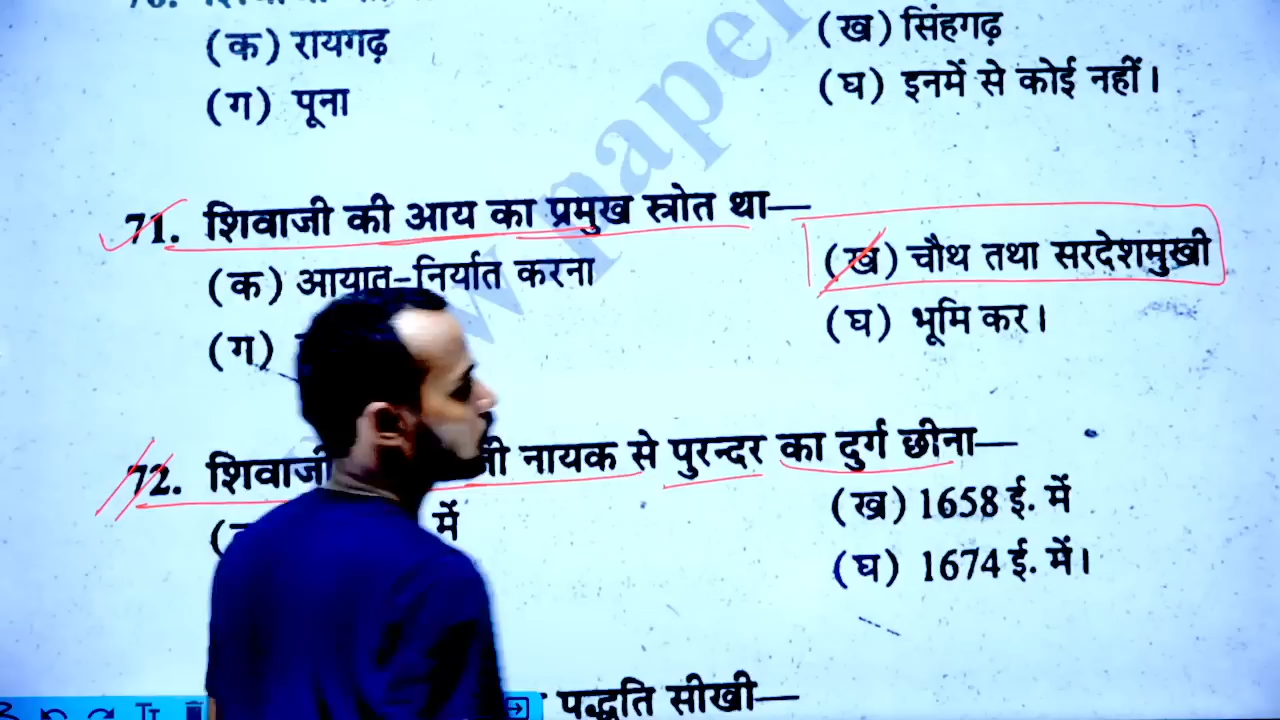 (क) रायगढ़
(ख) सिंहगढ़
(ग) पूना
(घ) इनमें से कोई नहीं।
71. शिवाजी की आय का प्रमुख स्त्रोत था—
(क) आयात-निर्यात करना
(ख) चौथ तथा सरदेशमुखी
(ग)
(घ) भूमि कर।
72. शिवाजी नायक से पुरन्दर का दुर्ग छीना—
में
(ख) 1658 ई. में
(घ) 1674 ई. में।
पद्धति सीखी—